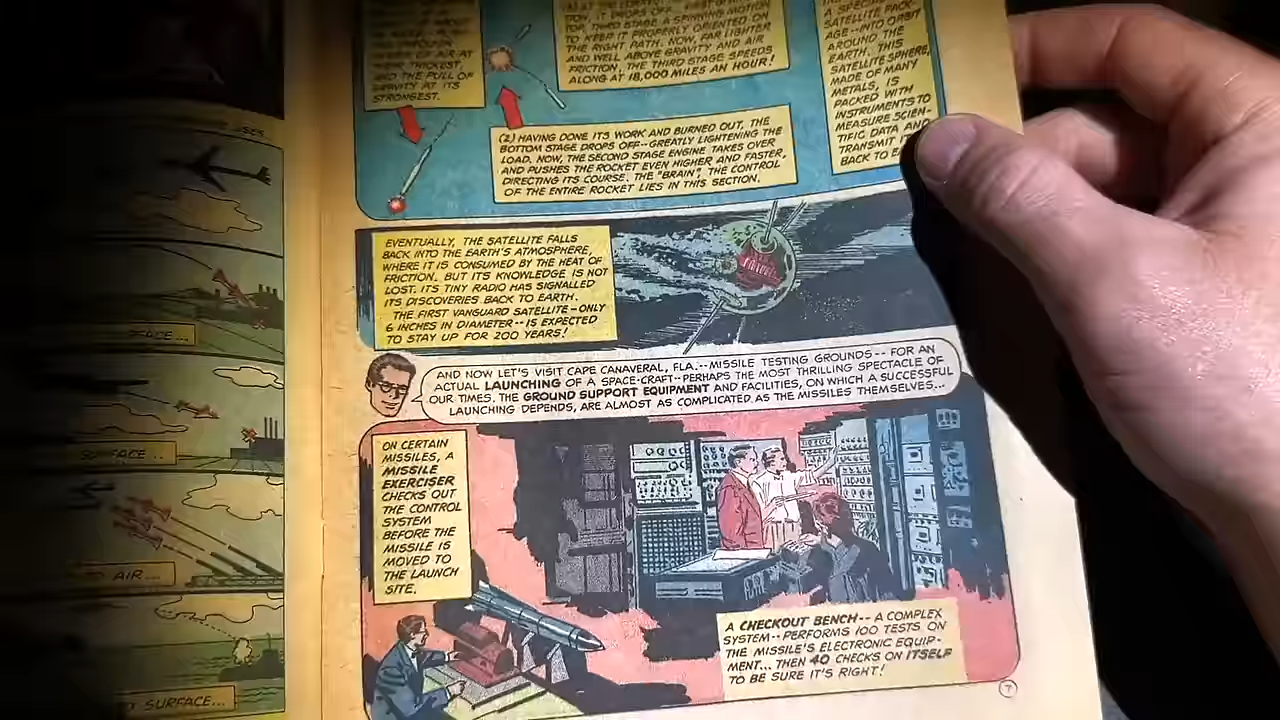 USES
PEACE...
SURFACE..
TO AIR...
TO SURFACE...
AIR AT
THICKEST,
AND THE PULL OF
GRAVITY AT ITS
STRONGEST.
TOP, THIRD STAGE A SPINNING MOTION
TO KEEP IT PROPERLY ORIENTED ON
THE RIGHT PATH. NOW, FAR LIGHTER
AND WELL ABOVE GRAVITY AND AIR
FRICTION, THE THIRD STAGE SPEEDS
ALONG AT 18,000 MILES AN HOUR!
A SPECIAL
SATELLITE PACK-
AGE--INTO ORBIT
AROUND THE
EARTH. THIS
SATELLITE SPHERE,
MADE OF MANY
METALS, IS
PACKED WITH
INSTRUMENTS TO
MEASURE SCIEN-
TIFIC DATA AND
TRANSMIT IT
BACK TO
(2) HAVING DONE ITS WORK AND BURNED OUT, THE
BOTTOM STAGE DROPS OFF--GREATLY LIGHTENING THE
LOAD. NOW, THE SECOND STAGE ENGINE TAKES OVER
AND PUSHES THE ROCKET EVEN HIGHER AND FASTER,
DIRECTING ITS COURSE. THE "BRAIN", THE CONTROL
OF THE ENTIRE ROCKET LIES IN THIS SECTION.
EVENTUALLY, THE SATELLITE FALLS
BACK INTO THE EARTH'S ATMOSPHERE,
WHERE IT IS CONSUMED BY THE HEAT OF
FRICTION. BUT ITS KNOWLEDGE IS NOT
LOST. ITS TINY RADIO HAS SIGNALLED
ITS DISCOVERIES BACK TO EARTH.
THE FIRST VANGUARD SATELLITE--ONLY
6 INCHES IN DIAMETER--IS EXPECTED
TO STAY UP FOR 200 YEARS!
AND NOW LET'S VISIT CAPE CANAVERAL, FLA.--MISSILE TESTING GROUNDS--FOR AN
ACTUAL LAUNCHING OF A SPACE-CRAFT--PERHAPS THE MOST THRILLING SPECTACLE OF
OUR TIMES. THE GROUND SUPPORT EQUIPMENT AND FACILITIES, ON WHICH A SUCCESSFUL
LAUNCHING DEPENDS, ARE ALMOST AS COMPLICATED AS THE MISSILES THEMSELVES...
ON CERTAIN
MISSILES, A
MISSILE
EXERCISER
CHECKS OUT
THE CONTROL
SYSTEM
BEFORE THE
MISSILE IS
MOVED TO
THE LAUNCH
SITE.
A CHECKOUT BENCH--A COMPLEX
SYSTEM--PERFORMS 100 TESTS ON
THE MISSILE'S ELECTRONIC EQUIP-
MENT... THEN 40 CHECKS ON ITSELF
TO BE SURE IT'S RIGHT!
7